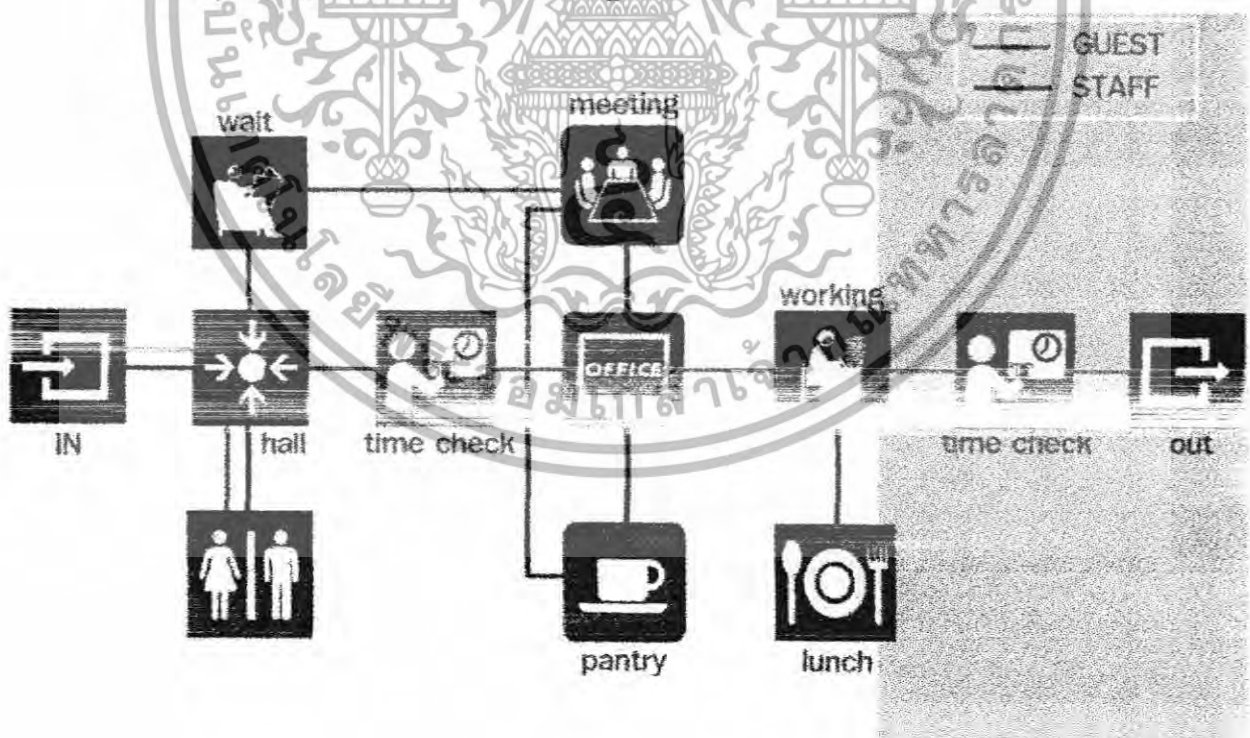 GUEST
STAFF
wait
meeting
working
OFFICE
IN
hall
time check
time check
out
pantry
lunch